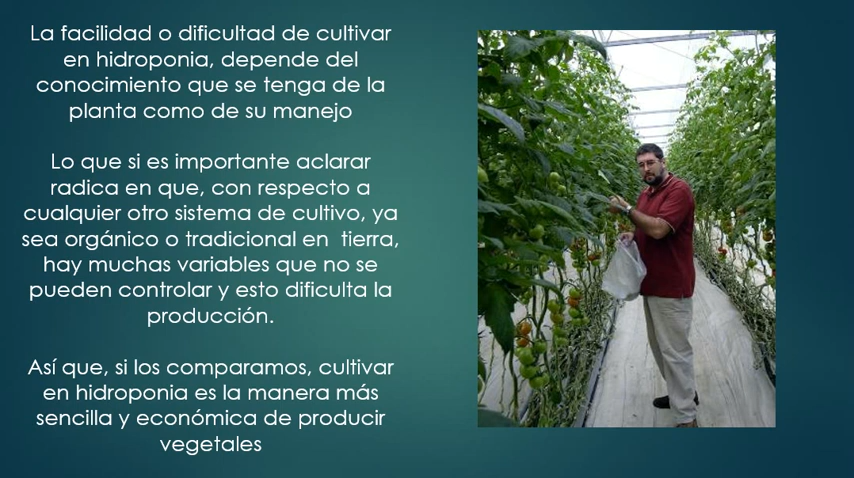 La facilidad o dificultad de cultivar
en hidroponia, depende del
conocimiento que se tenga de la
planta como de su manejo
Lo que si es importante aclarar
radica en que, con respecto a
cualquier otro sistema de cultivo, ya
sea orgánico o tradicional en  tierra,
hay muchas variables que no se
pueden controlar y esto dificulta la
producción.
Así que, si los comparamos, cultivar
en hidroponia es la manera más
sencilla y económica de producir
vegetales